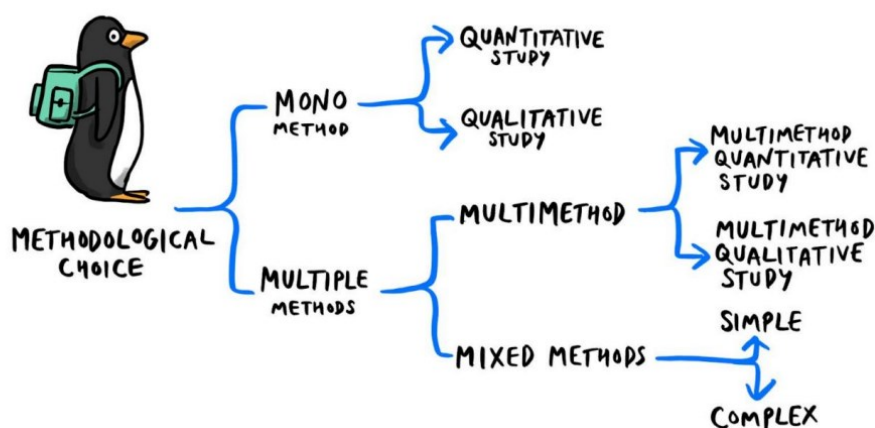 QUANTITATIVE
STUDY
MONO
METHOD
QUALITATIVE
STUDY
MULTIMETHOD
QUANTITATIVE
STUDY
METHODOLOGICAL
CHOICE
MULTIMETHOD
MULTIMETHOD
QUALITATIVE
STUDY
MULTIPLE
METHODS
SIMPLE
MIXED METHODS
COMPLEX